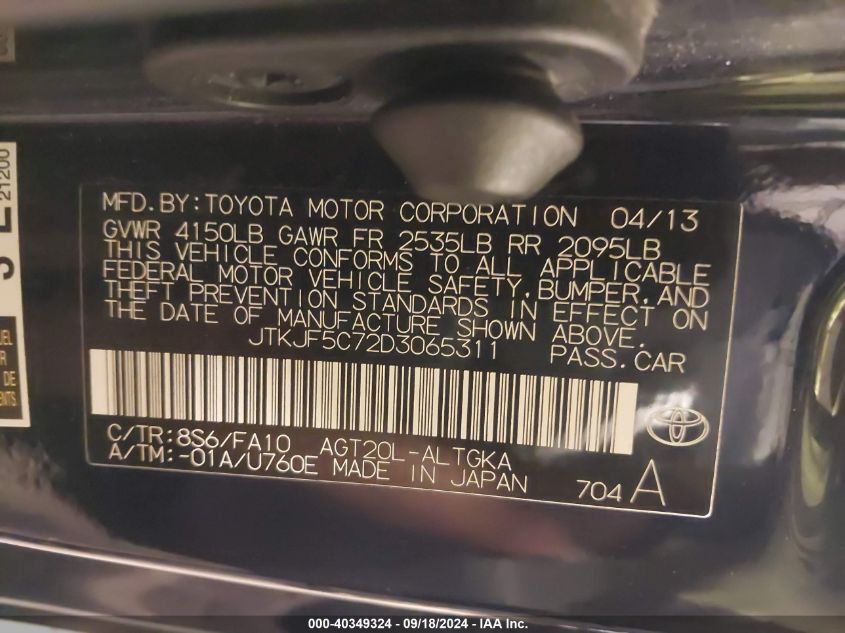 21200
MFD.BY:TOYOTA MOTOR CORPORATION 04/13
GVWR 4150LB GAWR FR 2535LB RR 2095LB
THIS VEHICLE CONFORMS TO ALL APPLICABLE
FEDERAL MOTOR VEHICLE SAFETY,BUMPER,AND
THEFT PREVENTION STANDARDS IN EFFECT ON
THE DATE OF MANUFACTURE SHOWN ABOVE.
JTKJF5C72D3065311 PASS.CAR
C/TR:8S6/FA10 AGT20L-ALTGKA
A/TM:-01A/U760E MADE IN JAPAN
704 A
DE
000-40349324 - 09/18/2024 - IAA Inc.